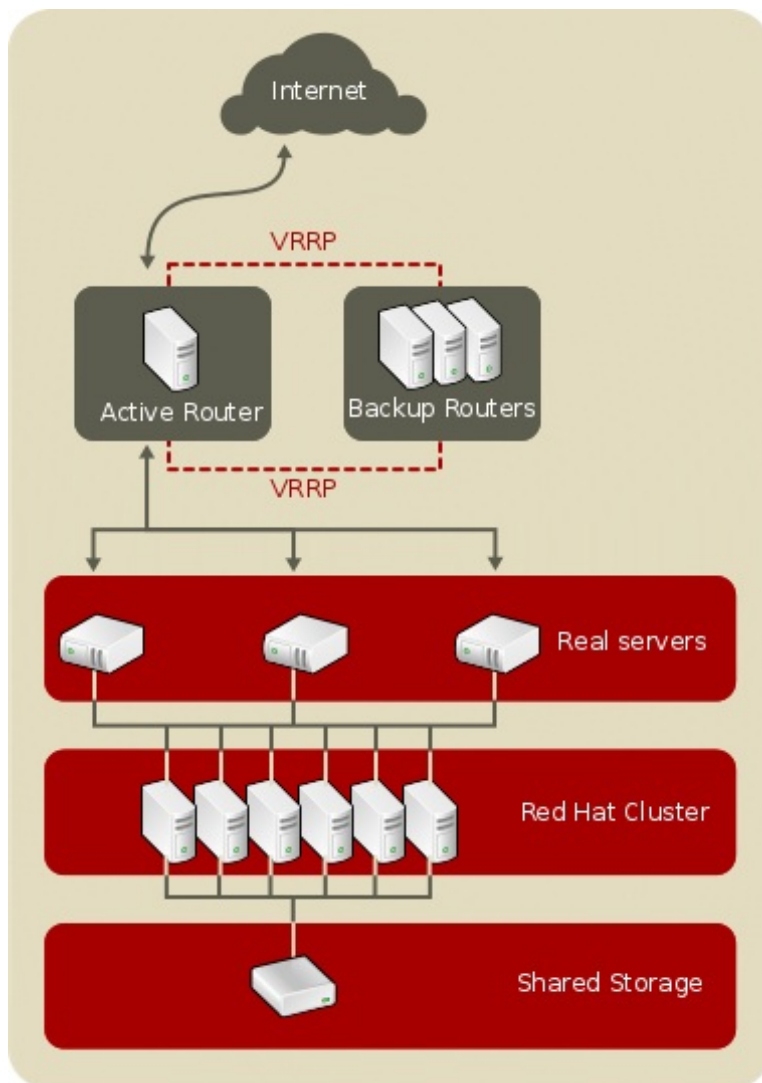 Internet
VRRP
Active Router
Backup Routers
VRRP
Real servers
Red Hat Cluster
Shared Storage